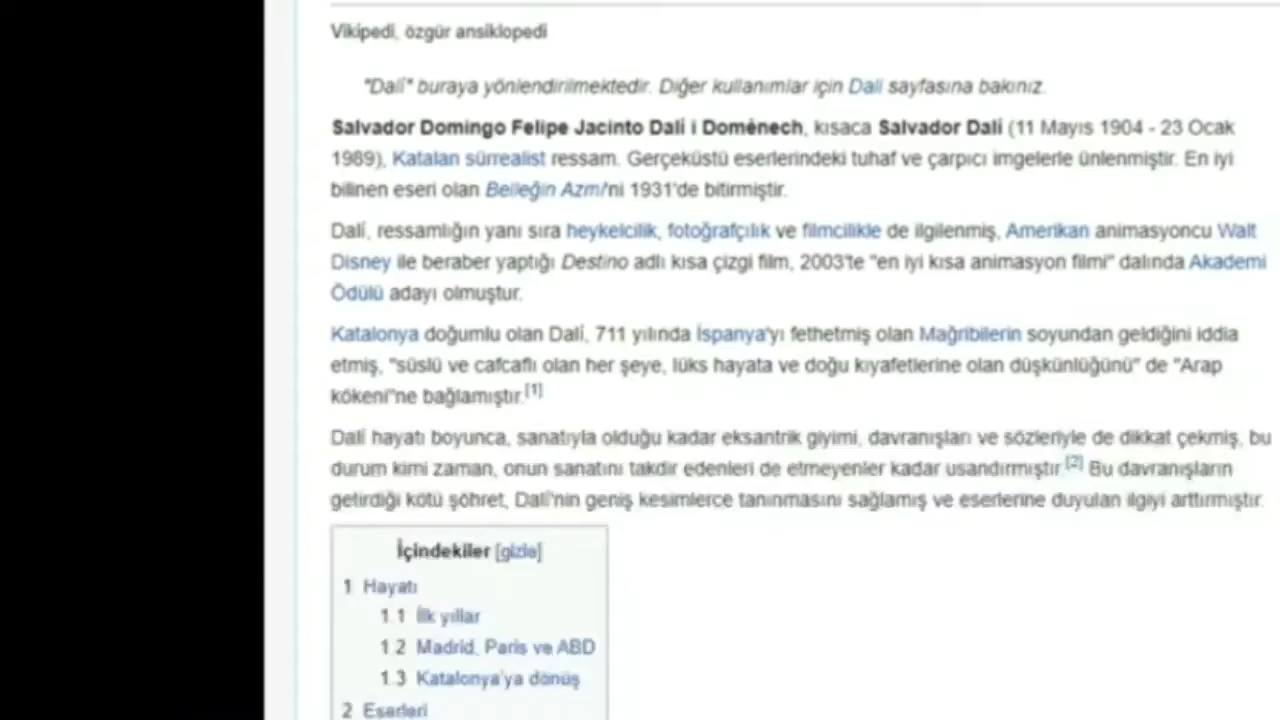 Vikipedi, özgür ansiklopedi
"Dalí" buraya yönlendirilmektedir. Diğer kullanımlar için Dali sayfasına bakınız.
Salvador Domingo Felipe Jacinto Dalí i Domènech, kısaca Salvador Dalí (11 Mayıs 1904 - 23 Ocak
1989), Katalan sürrealist ressam. Gerçeküstü eserlerindeki tuhaf ve çarpıcı imgelerle ünlenmiştir. En iyi
bilinen eseri olan Belleğin Azmi'ni 1931'de bitirmiştir.
Dalí, ressamlığın yanı sıra heykelcilik, fotoğrafçılık ve filmcilikle de ilgilenmiş, Amerikan animasyoncu Walt
Disney ile beraber yaptığı Destino adlı kısa çizgi film, 2003'te "en iyi kısa animasyon filmi" dalında Akademi
Ödülü adayı olmuştur.
Katalonya doğumlu olan Dalí, 711 yılında İspanya'yı fethetmiş olan Mağribilerin soyundan geldiğini iddia
etmiş, "süslü ve cafcaflı olan her şeye, lüks hayata ve doğu kıyafetlerine olan düşkünlüğünü" de "Arap
kökeni"ne bağlamıştır.[1]
Dalí hayatı boyunca, sanatıyla olduğu kadar eksantrik giyimi, davranışları ve sözleriyle de dikkat çekmiş, bu
durum kimi zaman, onun sanatını takdir edenleri de etmeyenler kadar usandırmıştır.[2] Bu davranışların
getirdiği kötü şöhret, Dalí'nin geniş kesimlerce tanınmasını sağlamış ve eserlerine duyulan ilgiyi arttırmıştır.
İçindekiler [gizle]
1 Hayatı
1.1 İlk yıllar
1.2 Madrid, Paris ve ABD
1.3 Katalonya'ya dönüş
2 Eserleri